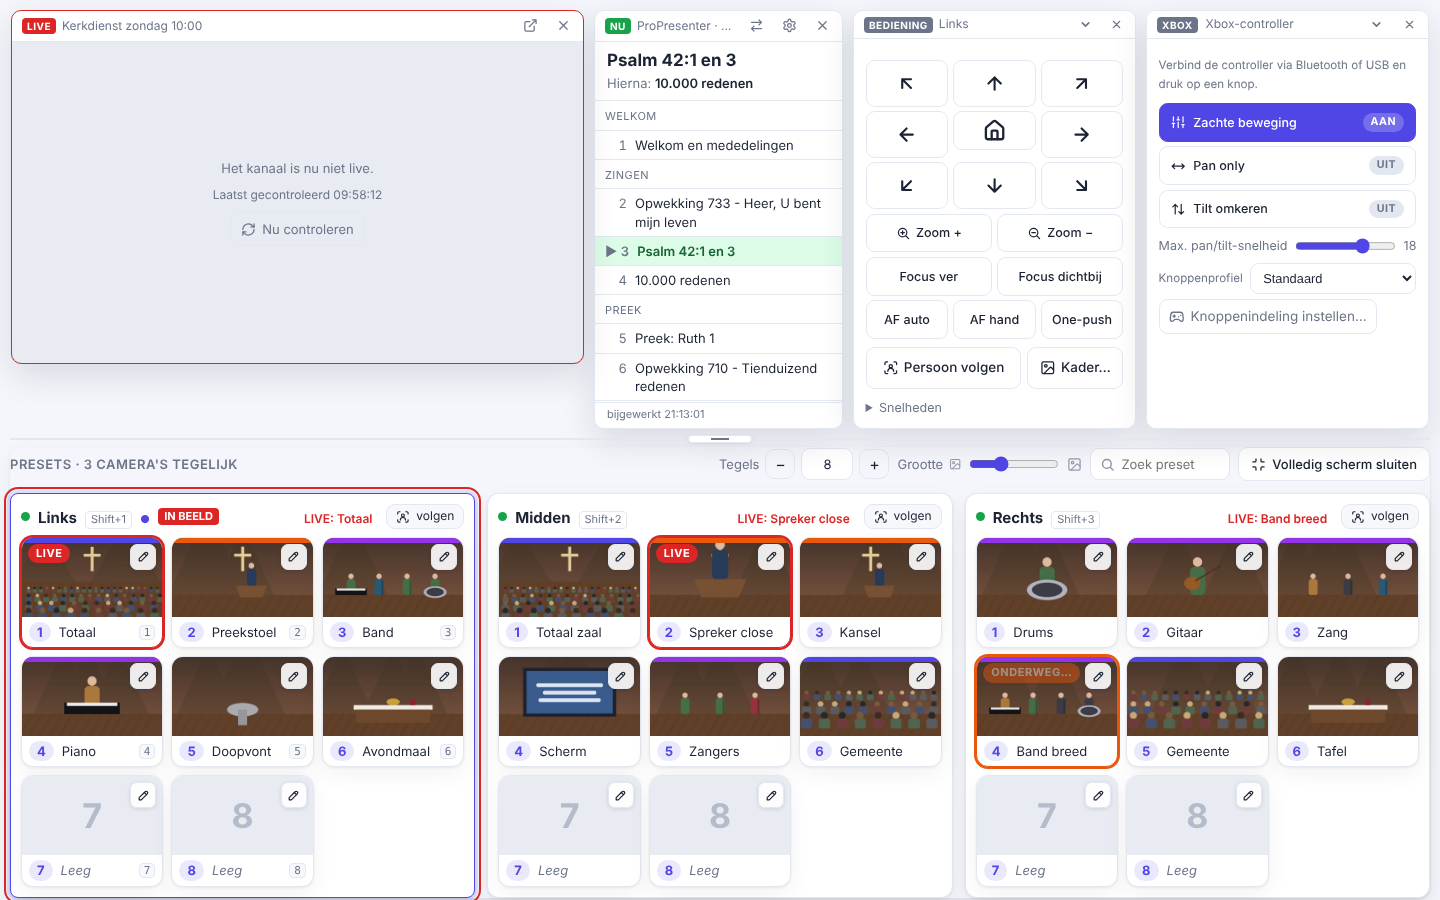 LIVE Kerkdienst zondag 10:00
Het kanaal is nu niet live.
Laatst gecontroleerd 09:58:12
Nu controleren
NU ProPresenter · ...
Psalm 42:1 en 3
Hierna: 10.000 redenen
WELKOM
1 Welkom en mededelingen
ZINGEN
2 Opwekking 733 - Heer, U bent
mijn leven
3 Psalm 42:1 en 3
4 10.000 redenen
PREEK
5 Preek: Ruth 1
6 Opwekking 710 - Tienduizend
redenen
bijgewerkt 21:13:01
BEDIENING Links
Zoom +
Zoom −
Focus ver
Focus dichtbij
AF auto
AF hand
One-push
Persoon volgen
Kader...
Snelheden
XBOX Xbox-controller
Verbind de controller via Bluetooth of USB en
druk op een knop.
Zachte beweging AAN
Pan only UIT
Tilt omkeren UIT
Max. pan/tilt-snelheid 18
Knoppenprofiel Standaard
Knoppenindeling instellen...
PRESETS · 3 CAMERA'S TEGELIJK
Tegels − 8 + Grootte
Zoek preset
Volledig scherm sluiten
Links Shift+1 IN BEELD LIVE: Totaal volgen
LIVE
1 Totaal 1
2 Preekstoel 2
3 Band 3
4 Piano 4
5 Doopvont 5
6 Avondmaal 6
7
7 Leeg 7
8
8 Leeg 8
Midden Shift+2 LIVE: Spreker close volgen
1 Totaal zaal
LIVE
2 Spreker close
3 Kansel
4 Scherm
5 Zangers
6 Gemeente
7
7 Leeg
8
8 Leeg
Rechts Shift+3 LIVE: Band breed volgen
1 Drums
2 Gitaar
3 Zang
ONDERWEG...
4 Band breed
5 Gemeente
6 Tafel
7
7 Leeg
8
8 Leeg